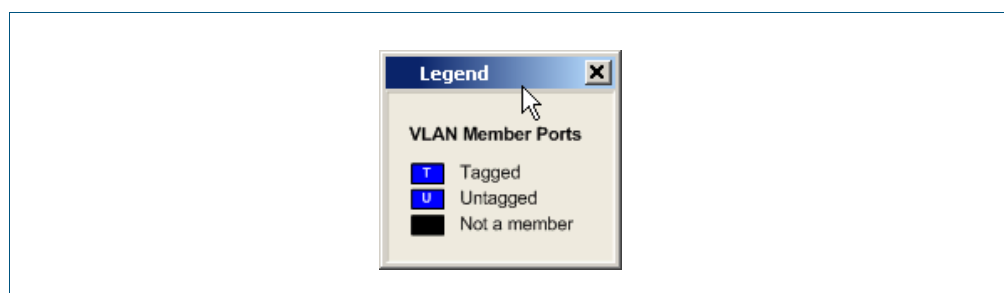 Legend
VLAN Member Ports
T Tagged
U Untagged
Not a member